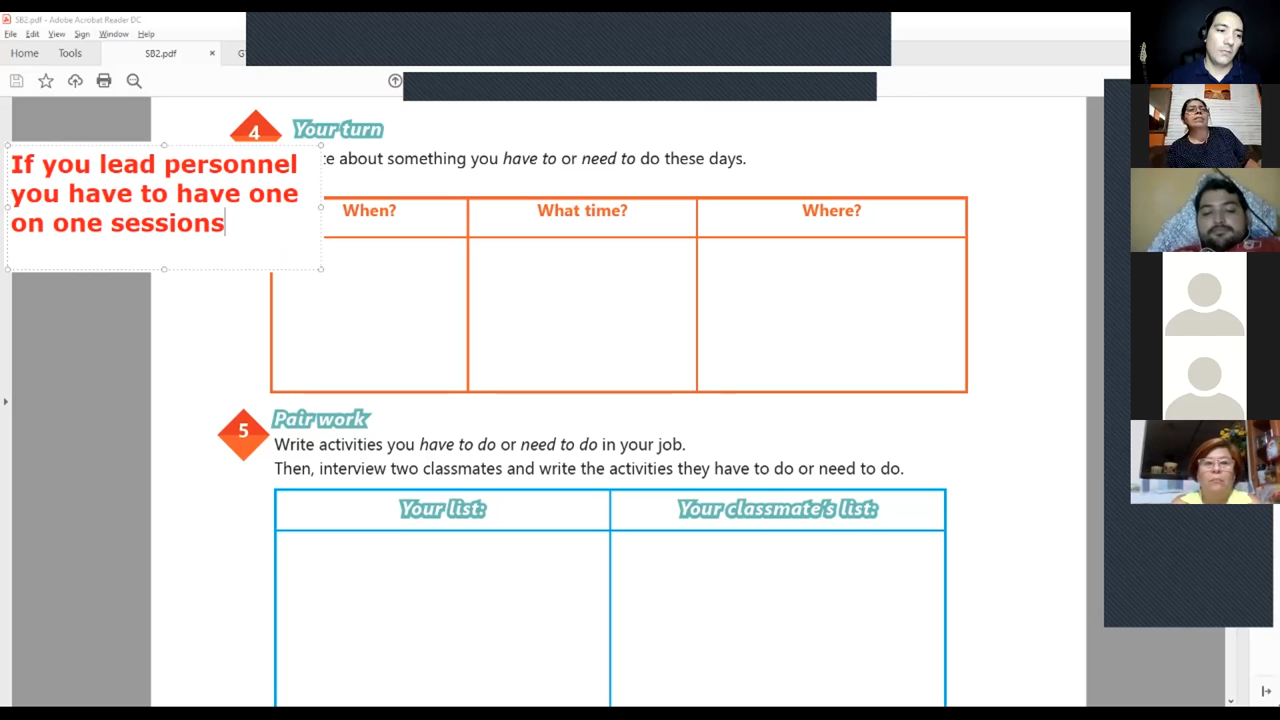 SB2.pdf - Adobe Acrobat Reader DC
File Edit View Sign Window Help
Home Tools SB2.pdf ×
4 Your turn
about something you have to or need to do these days.
If you lead personnel
you have to have one
on one sessions
When? What time? Where?
5 Pair work
Write activities you have to do or need to do in your job.
Then, interview two classmates and write the activities they have to do or need to do.
Your list: Your classmate's list: